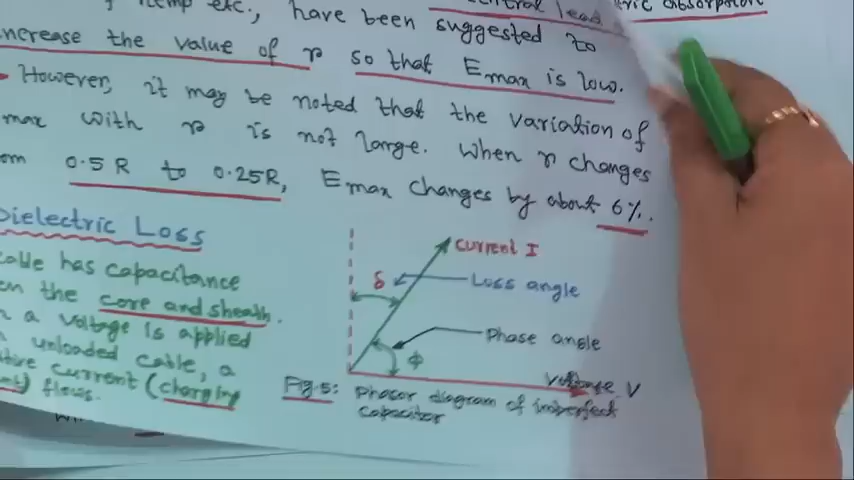 etc., have been suggested to
increase the value of r so that Emax is low.
However, it may be noted that the variation of
max with r is not large. When r changes
0.5 R to 0.25R, Emax changes by about 6%.
Dielectric Loss
has capacitance
the core and sheath.
a voltage is applied
unloaded cable, a
current (charging
flows.
Current I
δ
Loss angle
Phase angle
φ
Voltage V
Fig.5: Phasor diagram of imperfect
capacitor